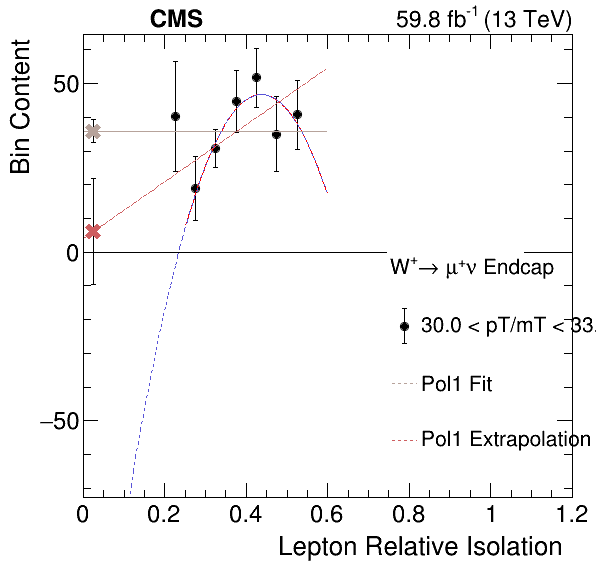 CMS 59.8 fb⁻¹ (13 TeV)
Bin Content
50
0
−50
W⁺→ μ⁺ν Endcap
30.0 < pT/mT < 33.
Pol1 Fit
Pol1 Extrapolation
0 0.2 0.4 0.6 0.8 1 1.2
Lepton Relative Isolation